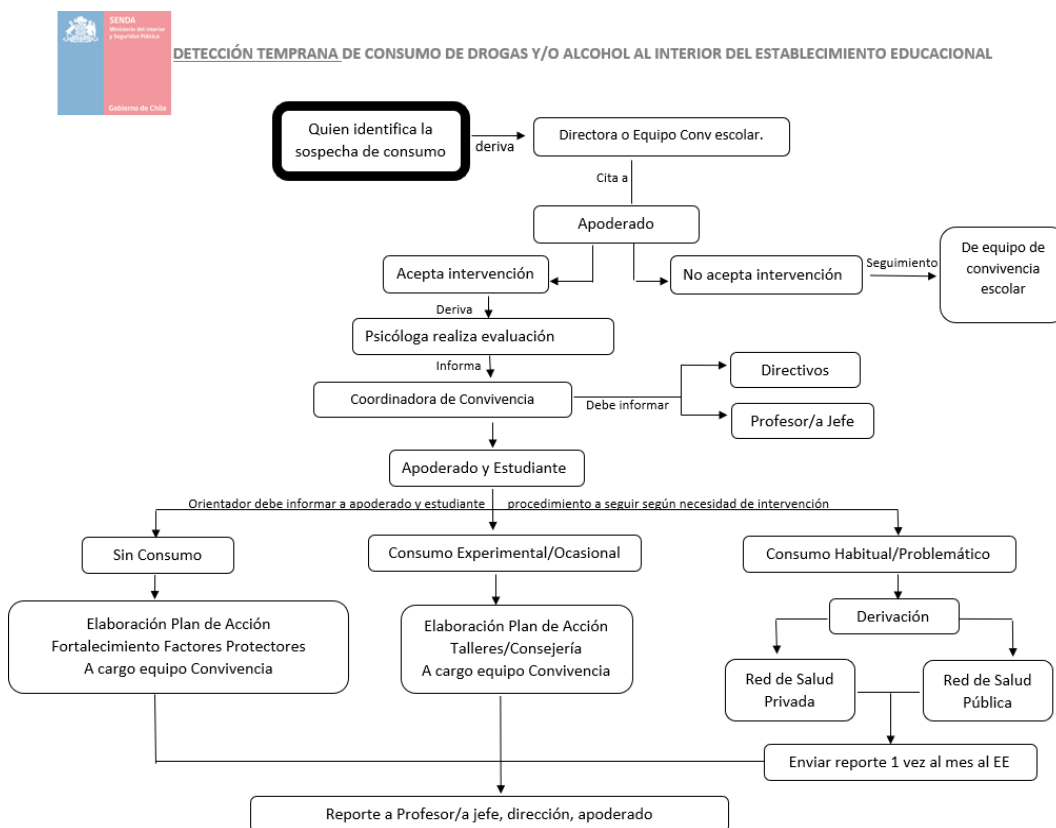 SENDA
Ministerio del Interior
y Seguridad Pública
Gobierno de Chile
DETECCIÓN TEMPRANA DE CONSUMO DE DROGAS Y/O ALCOHOL AL INTERIOR DEL ESTABLECIMIENTO EDUCACIONAL
Quien identifica la
sospecha de consumo
deriva
Directora o Equipo Conv escolar.
Cita a
Apoderado
Acepta intervención
No acepta intervención
Seguimiento
De equipo de
convivencia
escolar
Deriva
Psicóloga realiza evaluación
Informa
Coordinadora de Convivencia
Debe informar
Directivos
Profesor/a Jefe
Apoderado y Estudiante
Orientador debe informar a apoderado y estudiante procedimiento a seguir según necesidad de intervención
Sin Consumo
Consumo Experimental/Ocasional
Consumo Habitual/Problemático
Elaboración Plan de Acción
Fortalecimiento Factores Protectores
A cargo equipo Convivencia
Elaboración Plan de Acción
Talleres/Consejería
A cargo equipo Convivencia
Derivación
Red de Salud
Privada
Red de Salud
Pública
Enviar reporte 1 vez al mes al EE
Reporte a Profesor/a jefe, dirección, apoderado